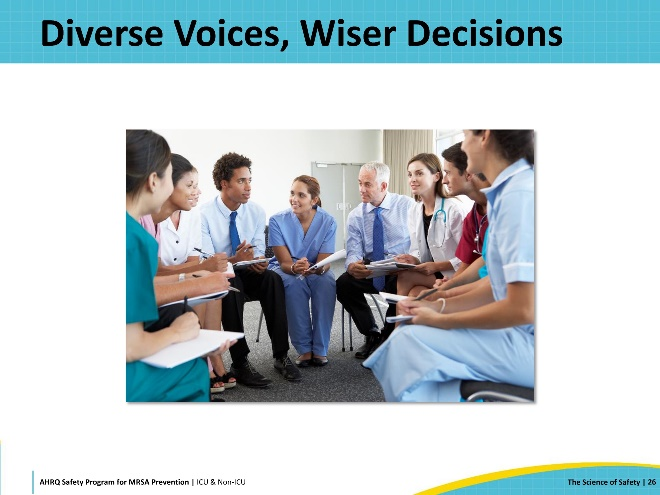 Diverse Voices, Wiser Decisions
AHRQ Safety Program for MRSA Prevention | ICU & Non-ICU
The Science of Safety | 26